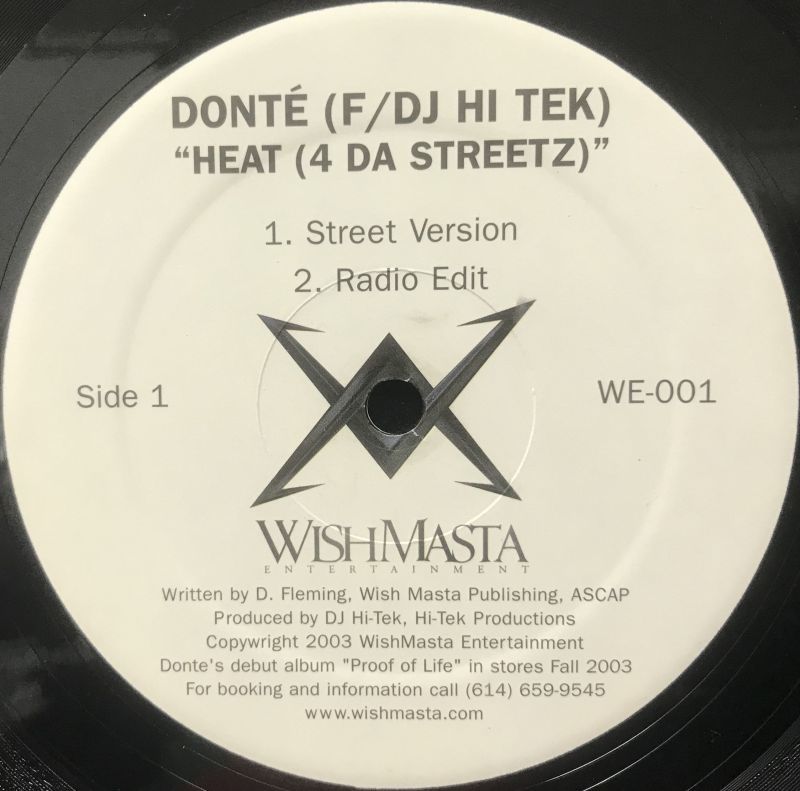 DONTÉ (F/DJ HI TEK)
“HEAT (4 DA STREETZ)”
1. Street Version
2. Radio Edit
Side 1
WE-001
WISHMASTA
ENTERTAINMENT
Written by D. Fleming, Wish Masta Publishing, ASCAP
Produced by DJ Hi-Tek, Hi-Tek Productions
Copywright 2003 WishMasta Entertainment
Donte's debut album "Proof of Life" in stores Fall 2003
For booking and information call (614) 659-9545
www.wishmasta.com